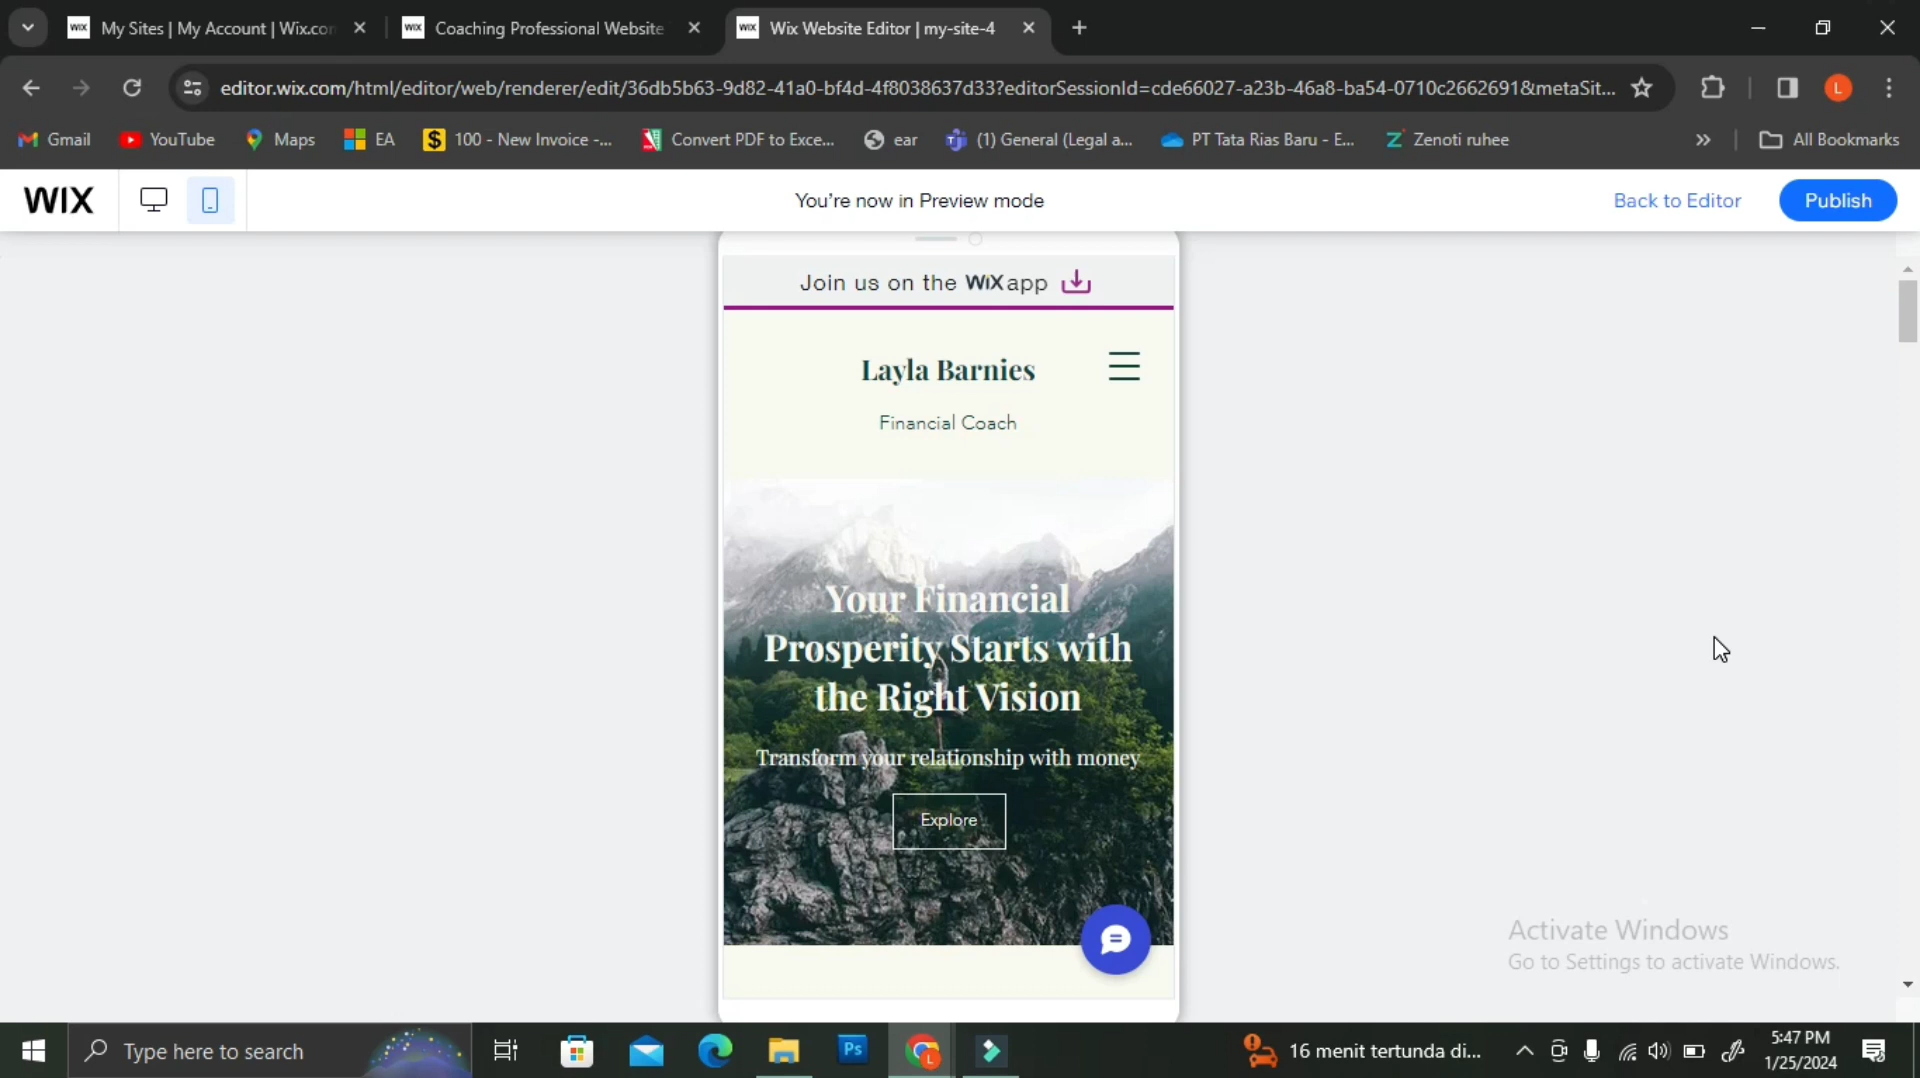 WIX My Sites | My Account | Wix.con
WIX Coaching Professional Website
WIX Wix Website Editor | my-site-4
editor.wix.com/html/editor/web/renderer/edit/36db5b63-9d82-41a0-bf4d-4f8038637d33?editorSessionId=cde66027-a23b-46a8-ba54-0710c2662691&metaSit...
L
Gmail
YouTube
Maps
EA
$ 100 - New Invoice -...
Convert PDF to Exce...
ear
(1) General (Legal a...
PT Tata Rias Baru - E...
Z Zenoti ruhee
»
All Bookmarks
WIX
You're now in Preview mode
Back to Editor
Publish
Join us on the WiX app
Layla Barnies
Financial Coach
Your Financial
Prosperity Starts with
the Right Vision
Transform your relationship with money
Explore
Activate Windows
Go to Settings to activate Windows.
Type here to search
Ps
L
16 menit tertunda di...
5:47 PM
1/25/2024